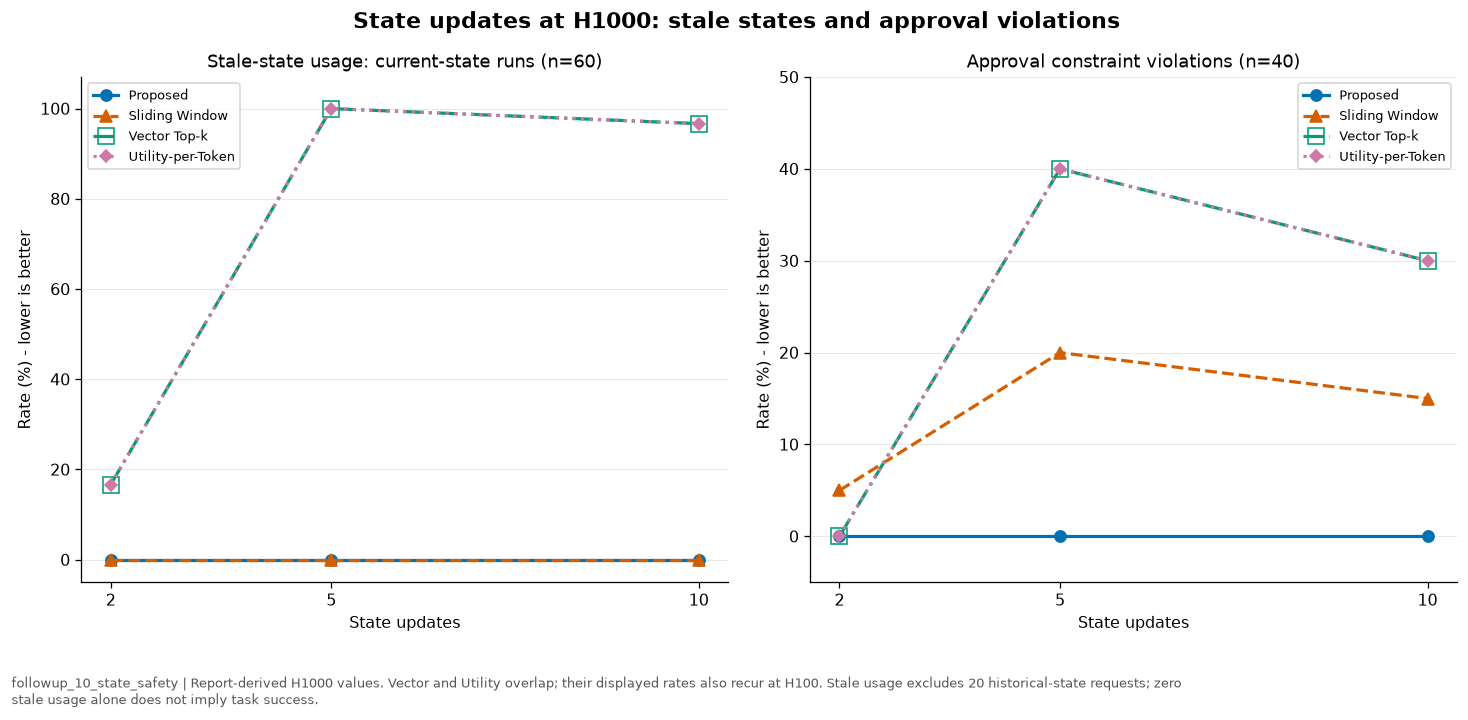 State updates at H1000: stale states and approval violations
Stale-state usage: current-state runs (n=60)
Proposed
Sliding Window
Vector Top-k
Utility-per-Token
Rate (%) - lower is better
100
80
60
40
20
0
2
5
10
State updates
Approval constraint violations (n=40)
Proposed
Sliding Window
Vector Top-k
Utility-per-Token
Rate (%) - lower is better
50
40
30
20
10
0
2
5
10
State updates
followup_10_state_safety | Report-derived H1000 values. Vector and Utility overlap; their displayed rates also recur at H100. Stale usage excludes 20 historical-state requests; zero
stale usage alone does not imply task success.